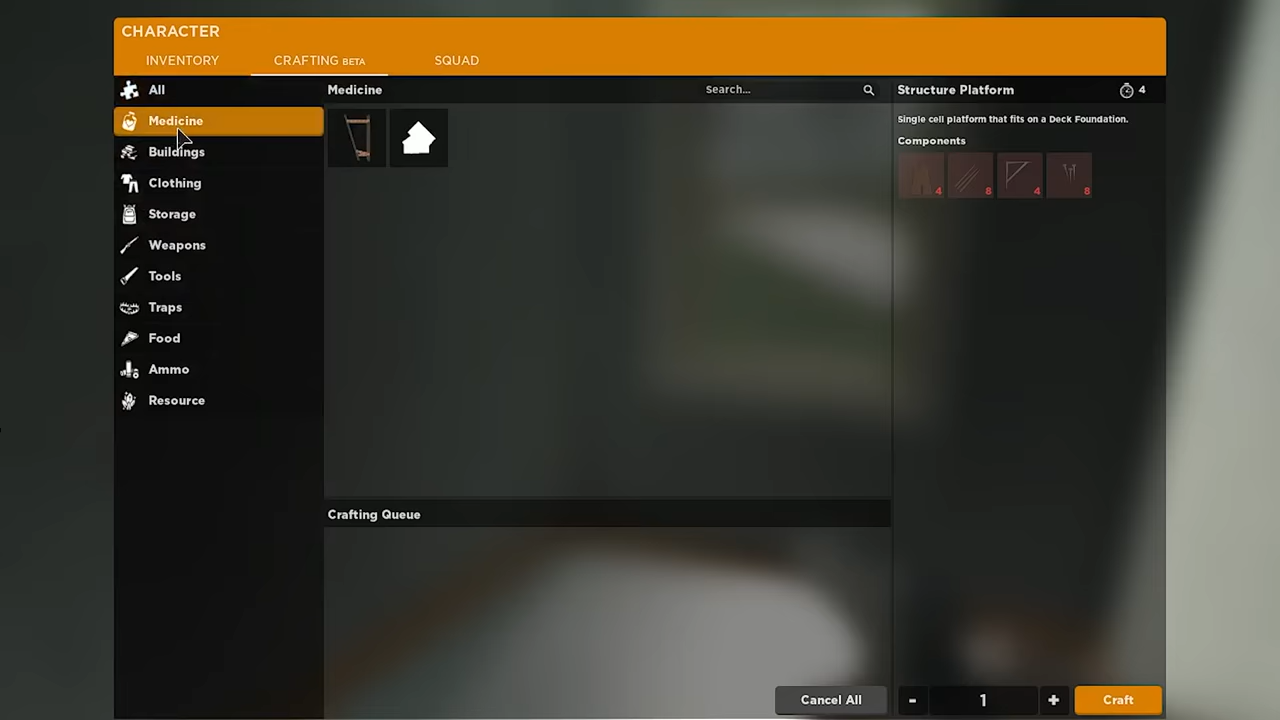 CHARACTER
INVENTORY
CRAFTING BETA
SQUAD
All
Medicine
Buildings
Clothing
Storage
Weapons
Tools
Traps
Food
Ammo
Resource
Medicine
Search...
Crafting Queue
Cancel All
Structure Platform
4
Single cell platform that fits on a Deck Foundation.
Components
4 8 4 8
- 1 +
Craft